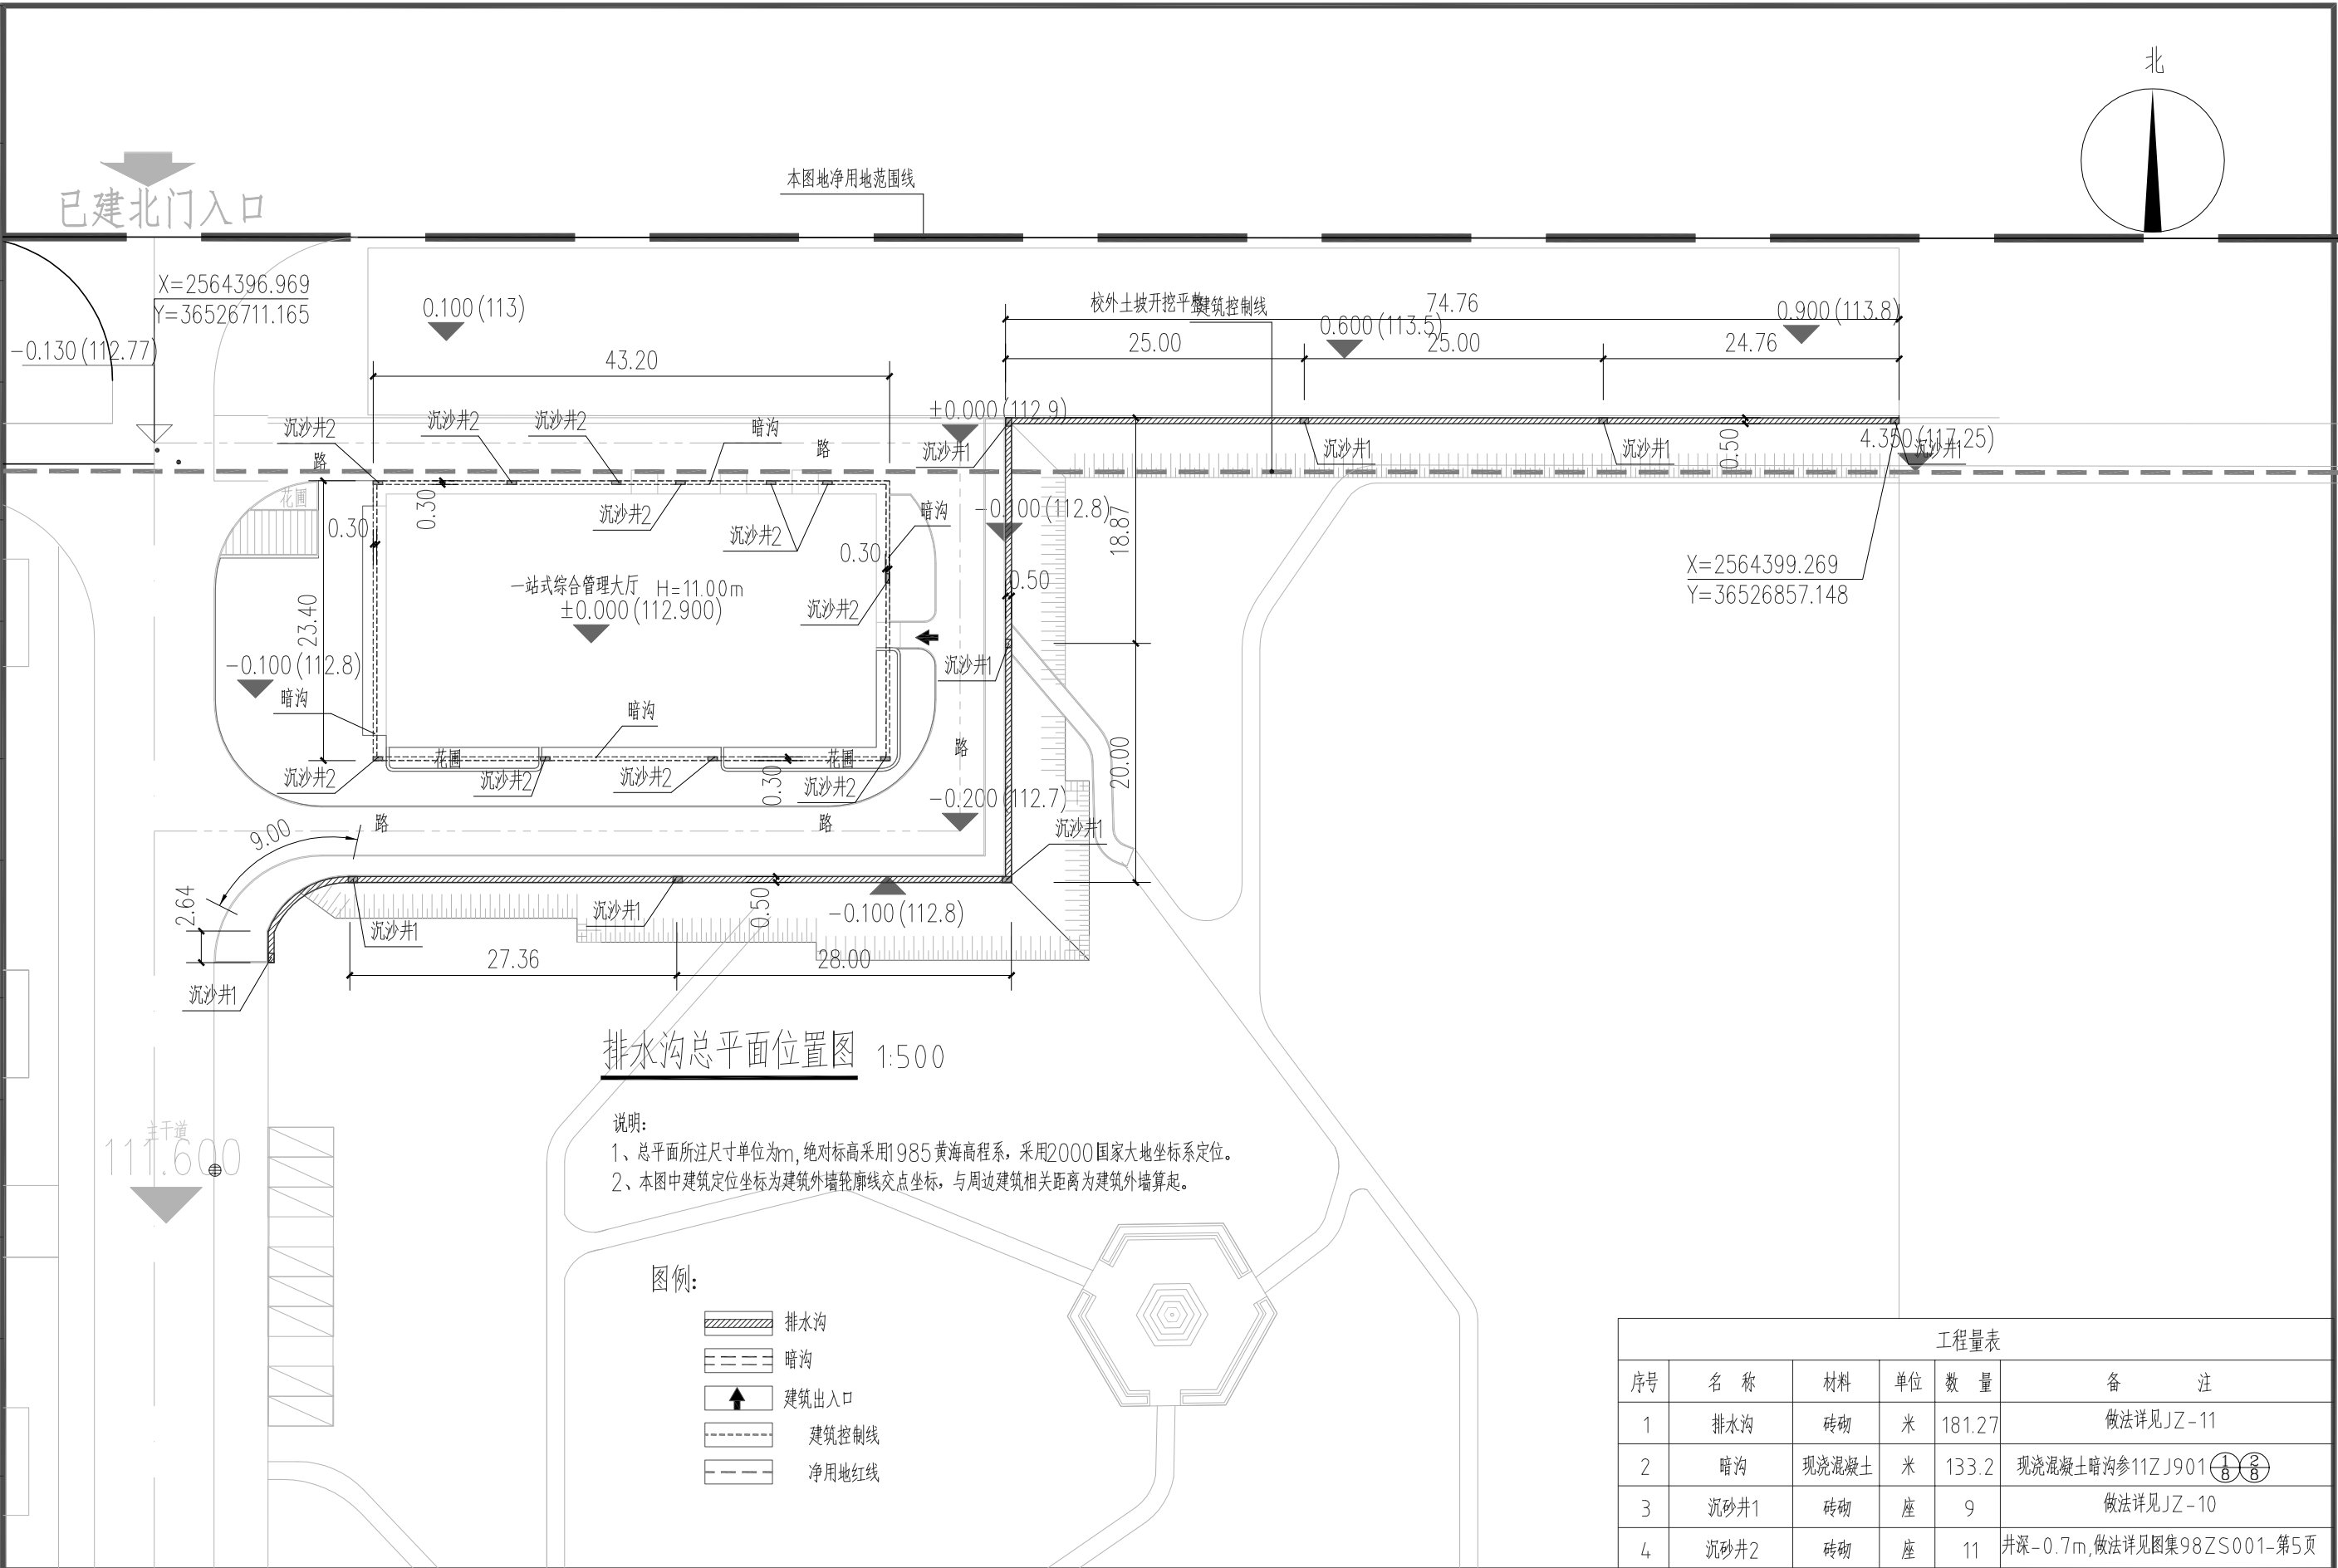 北
本图地净用地范围线
已建北门入口
X=2564396.969
Y=36526711.165
0.100(113)
校外土坡开挖平整
建筑控制线
74.76
0.900(113.8)
-0.130(112.77)
0.600(113.5)
43.20
25.00
25.00
24.76
沉沙井2
沉沙井2
沉沙井2
暗沟
±0.000(112.9)
路
路
沉沙井1
沉沙井1
沉沙井1
0.50
4.350(117.25)
沉沙井1
花圃
0.30
0.30
沉沙井2
沉沙井2
暗沟
18.87
0.30
X=2564399.269
Y=36526857.148
一站式综合管理大厅 H=11.00m
±0.000(112.900)
沉沙井2
0.50
23.40
-0.100(112.8)
沉沙井1
暗沟
暗沟
路
20.00
花圃
花圃
沉沙井2
沉沙井2
沉沙井2
0.30
沉沙井2
-0.200(112.7)
路
路
沉沙井1
9.00
2.64
沉沙井1
沉沙井1
0.50
-0.100(112.8)
27.36
28.00
沉沙井1
排水沟总平面位置图 1:500
主干道
111.600
说明:
1、总平面所注尺寸单位为m,绝对标高采用1985黄海高程系，采用2000国家大地坐标系定位。
2、本图中建筑定位坐标为建筑外墙轮廓线交点坐标，与周边建筑相关距离为建筑外墙算起。
图例:
排水沟
暗沟
建筑出入口
建筑控制线
净用地红线
工程量表
序号 名 称 材料 单位 数 量 备 注
1 排水沟 砖砌 米 181.27 做法详见JZ-11
2 暗沟 现浇混凝土 米 133.2 现浇混凝土暗沟参11ZJ901 1/8 2/8
3 沉砂井1 砖砌 座 9 做法详见JZ-10
4 沉砂井2 砖砌 座 11 井深-0.7m,做法详见图集98ZS001-第5页